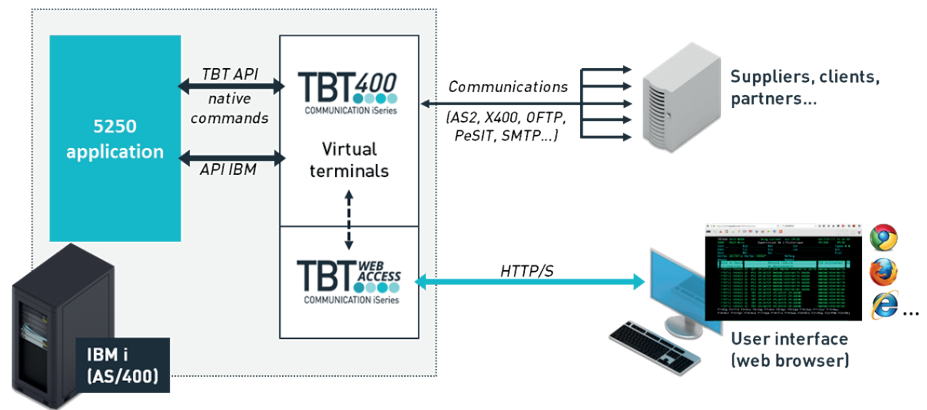 5250
application
TBT API
native
commands
API IBM
TBT400
COMMUNICATION iSeries
Virtual
terminals
TBT WEB
ACCESS
COMMUNICATION iSeries
Communications
(AS2, X400, OFTP,
PeSIT, SMTP...)
Suppliers, clients,
partners...
HTTP/S
...
User interface
(web browser)
IBM i
(AS/400)